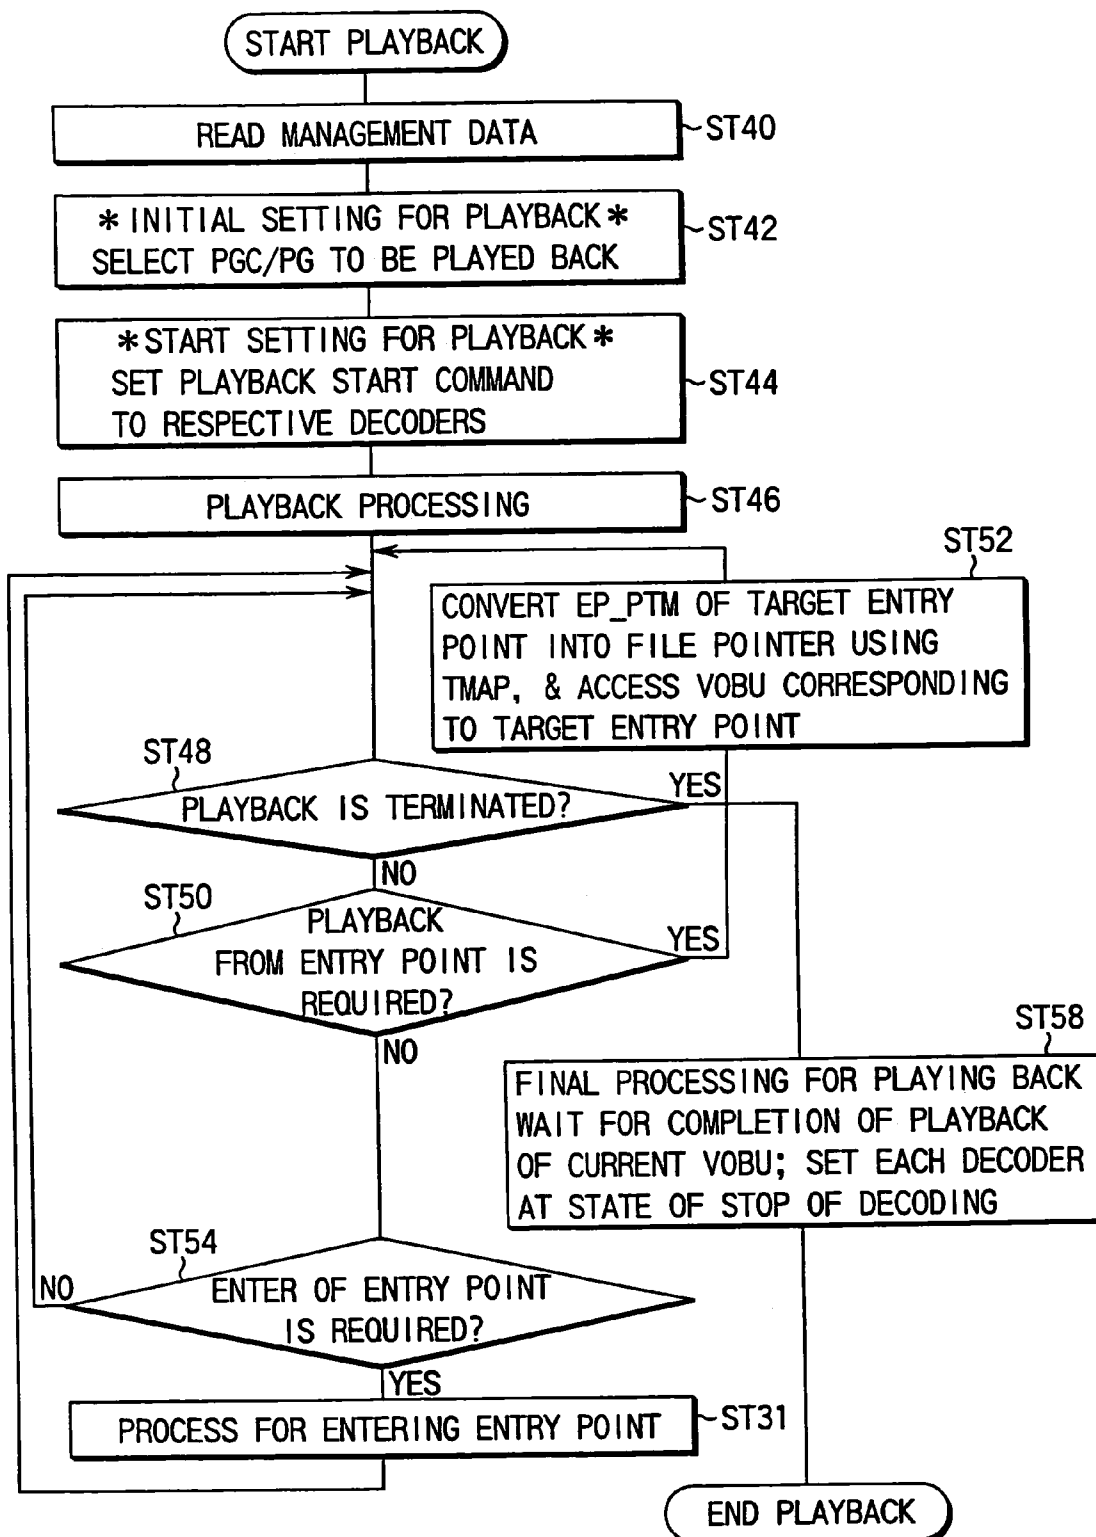 START PLAYBACK
READ MANAGEMENT DATA
ST40
*INITIAL SETTING FOR PLAYBACK*
SELECT PGC/PG TO BE PLAYED BACK
ST42
*START SETTING FOR PLAYBACK*
SET PLAYBACK START COMMAND
TO RESPECTIVE DECODERS
ST44
PLAYBACK PROCESSING
ST46
ST52
CONVERT EP_PTM OF TARGET ENTRY
POINT INTO FILE POINTER USING
TMAP, & ACCESS VOBU CORRESPONDING
TO TARGET ENTRY POINT
ST48
PLAYBACK IS TERMINATED?
YES
NO
ST50
PLAYBACK
FROM ENTRY POINT IS
REQUIRED?
YES
NO
ST58
FINAL PROCESSING FOR PLAYING BACK
WAIT FOR COMPLETION OF PLAYBACK
OF CURRENT VOBU; SET EACH DECODER
AT STATE OF STOP OF DECODING
ST54
NO
ENTER OF ENTRY POINT
IS REQUIRED?
YES
PROCESS FOR ENTERING ENTRY POINT
ST31
END PLAYBACK